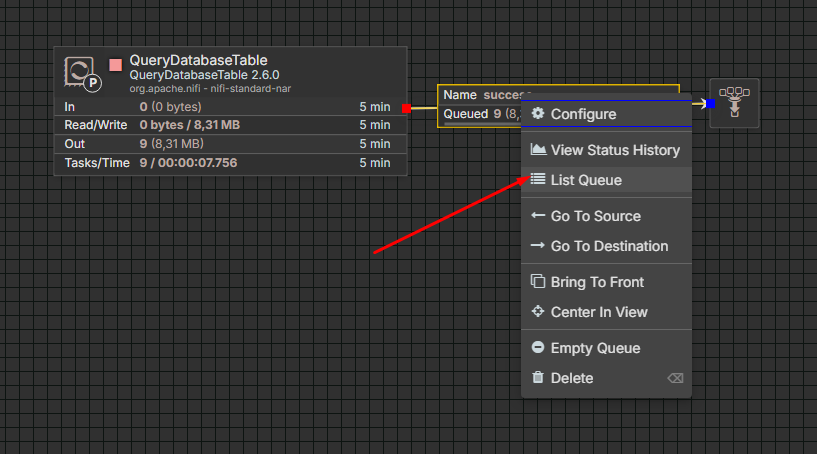 QueryDatabaseTable
QueryDatabaseTable 2.6.0
org.apache.nifi - nifi-standard-nar
P
In 0 (0 bytes) 5 min
Read/Write 0 bytes / 8,31 MB 5 min
Out 9 (8,31 MB) 5 min
Tasks/Time 9 / 00:00:07.756 5 min
Name success
Queued 9 (8,
Configure
View Status History
List Queue
Go To Source
Go To Destination
Bring To Front
Center In View
Empty Queue
Delete